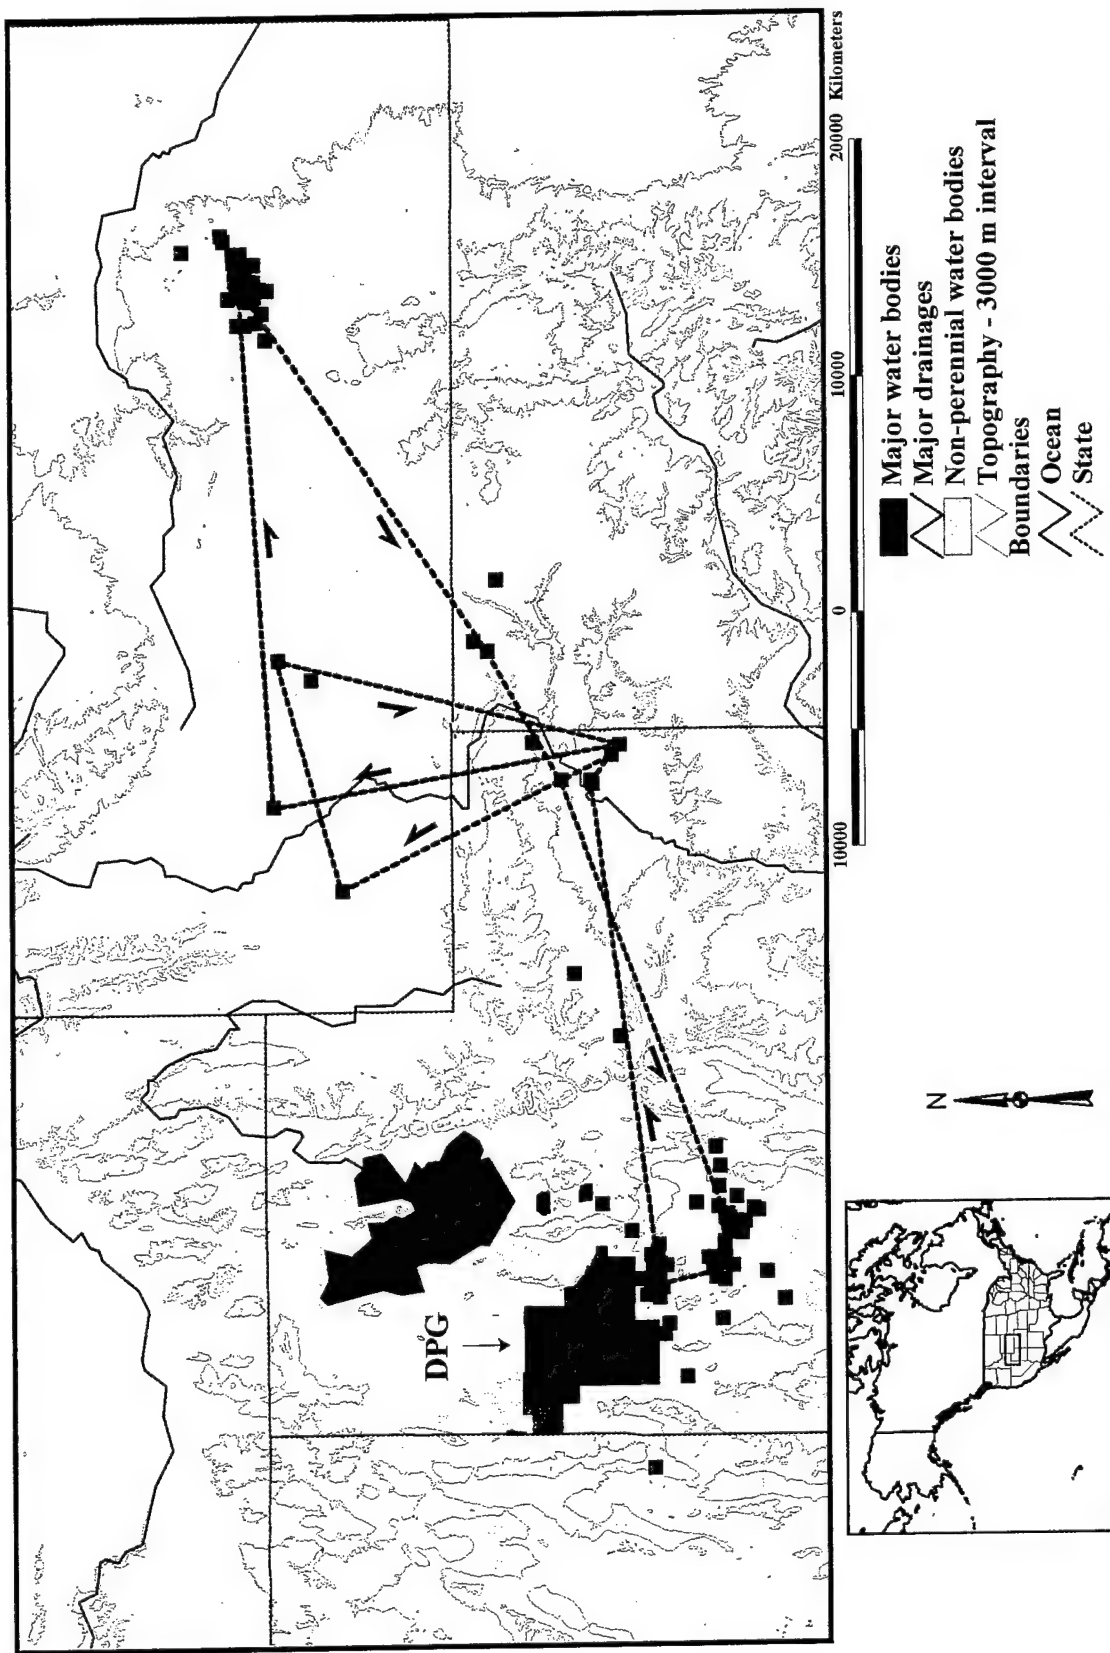 DPG
N
10000 0 10000 20000 Kilometers
Major water bodies
Major drainages
Non-perennial water bodies
Topography - 3000 m interval
Boundaries
Ocean
State